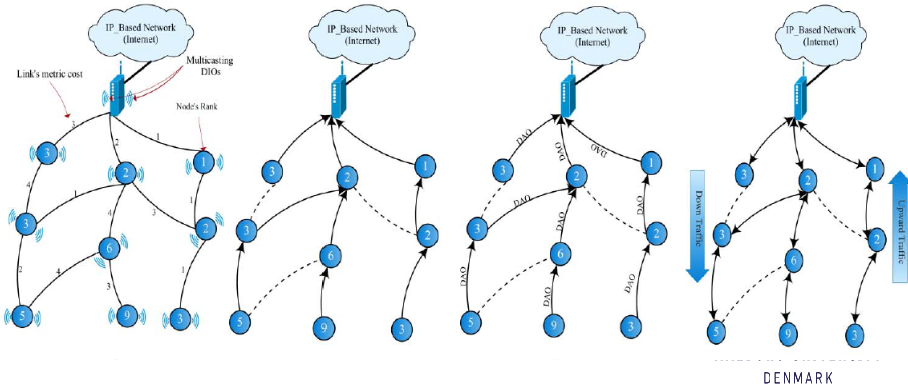 IP_Based Network
(Internet)
Link's metric cost
Multicasting
DIOs
Node's Rank
3
2
1
3
2
1
4
1
1
3
4
3
2
6
2
4
3
1
5
9
3
IP_Based Network
(Internet)
3
2
1
3
2
6
5
9
3
IP_Based Network
(Internet)
DAO
DAO
DAO
3
2
1
DAO
DAO
3
2
DAO
6
DAO
DAO
DAO
5
9
3
IP_Based Network
(Internet)
3
2
1
Down Traffic
Upward Traffic
3
2
6
5
9
3
DENMARK